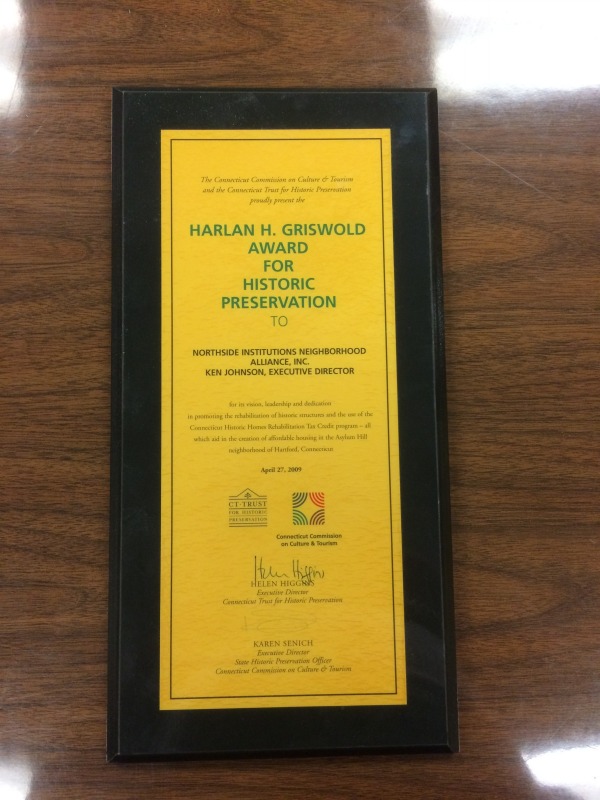 The Connecticut Commission on Culture & Tourism
and the Connecticut Trust for Historic Preservation
proudly present the
HARLAN H. GRISWOLD
AWARD
FOR
HISTORIC
PRESERVATION
TO
NORTHSIDE INSTITUTIONS NEIGHBORHOOD
ALLIANCE, INC.
KEN JOHNSON, EXECUTIVE DIRECTOR
for its vision, leadership and dedication
in promoting the rehabilitation of historic structures and the use of the
Connecticut Historic Homes Rehabilitation Tax Credit program – all
which aid in the creation of affordable housing in the Asylum Hill
neighborhood of Hartford, Connecticut
April 27, 2009
CT·TRUST
FOR HISTORIC
PRESERVATION
Connecticut Commission
on Culture & Tourism
Helen Higgins
HELEN HIGGINS
Executive Director
Connecticut Trust for Historic Preservation
KAREN SENICH
Executive Director
State Historic Preservation Officer
Connecticut Commission on Culture & Tourism